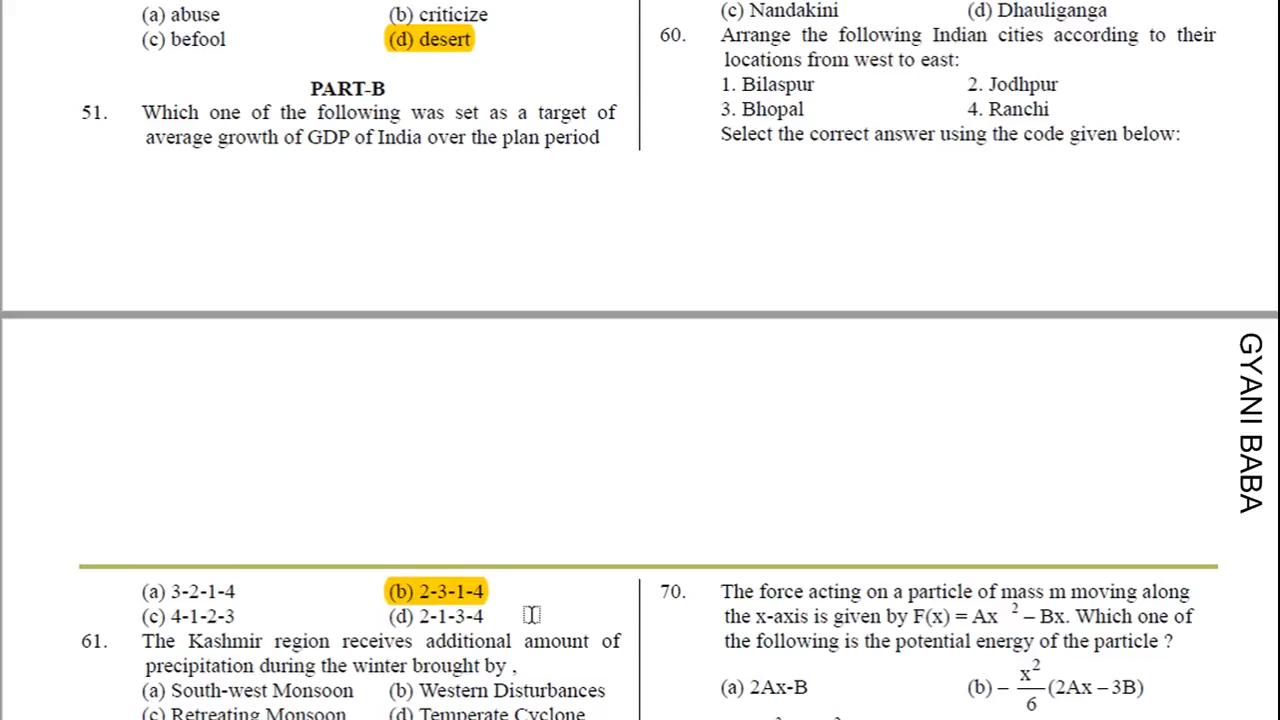 (a) abuse (b) criticize
(c) befool (d) desert
PART-B
51. Which one of the following was set as a target of
average growth of GDP of India over the plan period
(c) Nandakini (d) Dhauliganga
60. Arrange the following Indian cities according to their
locations from west to east:
1. Bilaspur 2. Jodhpur
3. Bhopal 4. Ranchi
Select the correct answer using the code given below:
GYANI BABA
(a) 3-2-1-4 (b) 2-3-1-4
(c) 4-1-2-3 (d) 2-1-3-4
61. The Kashmir region receives additional amount of
precipitation during the winter brought by ,
(a) South-west Monsoon (b) Western Disturbances
(c) Retreating Monsoon (d) Temperate Cyclone
70. The force acting on a particle of mass m moving along
the x-axis is given by F(x) = Ax ² – Bx. Which one of
the following is the potential energy of the particle ?
(a) 2Ax-B (b) – x²/6 (2Ax – 3B)